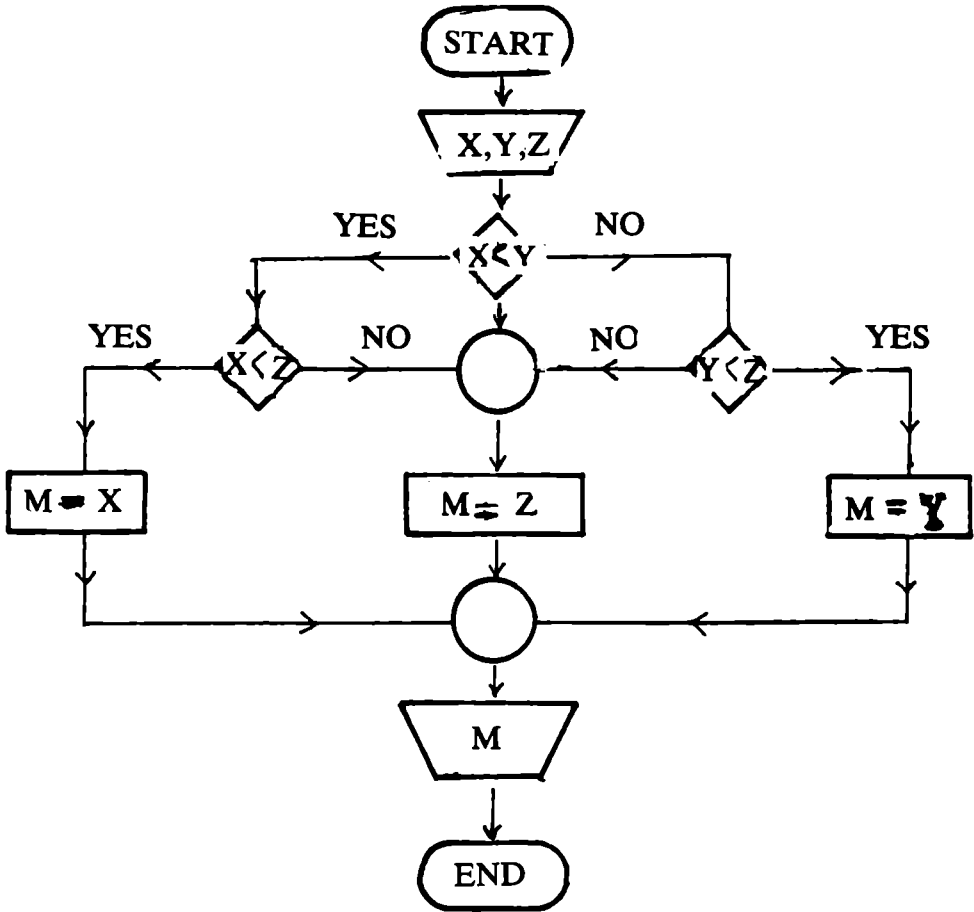 START
X,Y,Z
YES
X<Y
NO
YES
X<Z
NO
NO
Y<Z
YES
M = X
M = Z
M = Y
M
END